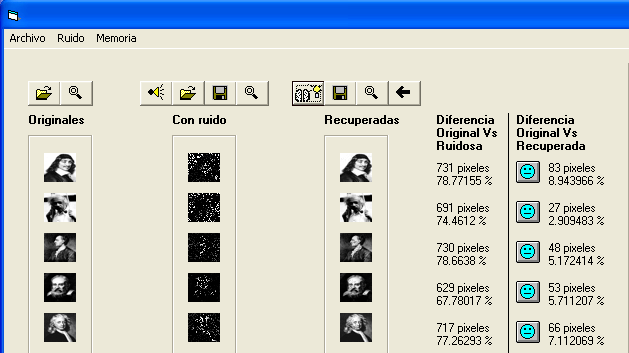 Archivo Ruido Memoria
Originales
Con ruido
Recuperadas
Diferencia
Original Vs
Ruidosa
Diferencia
Original Vs
Recuperada
731 pixeles
78.77155 %
83 pixeles
8.943966 %
691 pixeles
74.4612 %
27 pixeles
2.909483 %
730 pixeles
78.6638 %
48 pixeles
5.172414 %
629 pixeles
67.78017 %
53 pixeles
5.711207 %
717 pixeles
77.26293 %
66 pixeles
7.112069 %